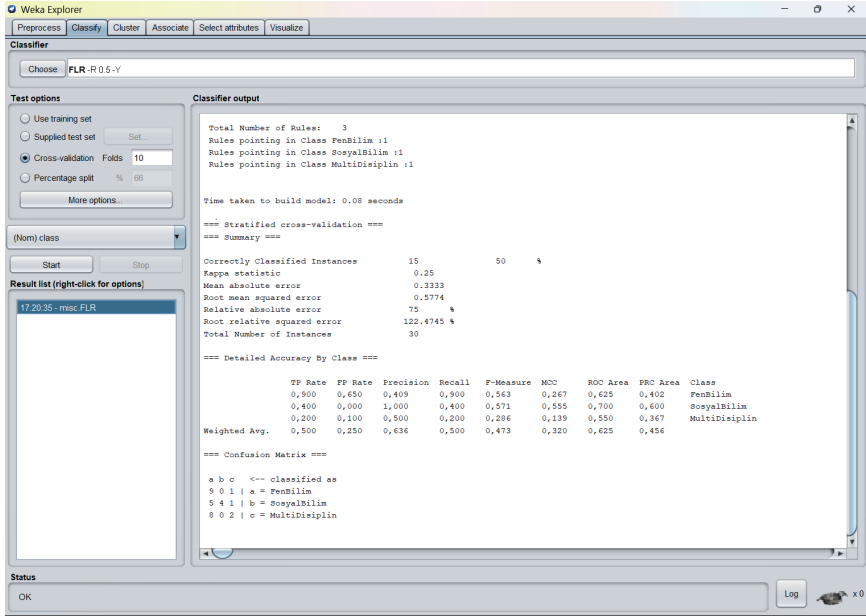 Weka Explorer
Preprocess Classify Cluster Associate Select attributes Visualize
Classifier
Choose FLR -R 0.5 -Y
Test options
Use training set
Supplied test set Set...
Cross-validation Folds 10
Percentage split % 66
More options...
(Nom) class
Start Stop
Result list (right-click for options)
17:20:35 - misc.FLR
Classifier output
Total Number of Rules: 3
Rules pointing in Class FenBilim :1
Rules pointing in Class SosyalBilim :1
Rules pointing in Class MultiDisiplin :1
Time taken to build model: 0.08 seconds
=== Stratified cross-validation ===
=== Summary ===
Correctly Classified Instances 15 50 %
Kappa statistic 0.25
Mean absolute error 0.3333
Root mean squared error 0.5774
Relative absolute error 75 %
Root relative squared error 122.4745 %
Total Number of Instances 30
=== Detailed Accuracy By Class ===
TP Rate FP Rate Precision Recall F-Measure MCC ROC Area PRC Area Class
0,900 0,650 0,409 0,900 0,563 0,267 0,625 0,402 FenBilim
0,400 0,000 1,000 0,400 0,571 0,555 0,700 0,600 SosyalBilim
0,200 0,100 0,500 0,200 0,286 0,139 0,550 0,367 MultiDisiplin
Weighted Avg. 0,500 0,250 0,636 0,500 0,473 0,320 0,625 0,456
=== Confusion Matrix ===
a b c <-- classified as
9 0 1 | a = FenBilim
5 4 1 | b = SosyalBilim
8 0 2 | c = MultiDisiplin
Status
OK
Log x 0